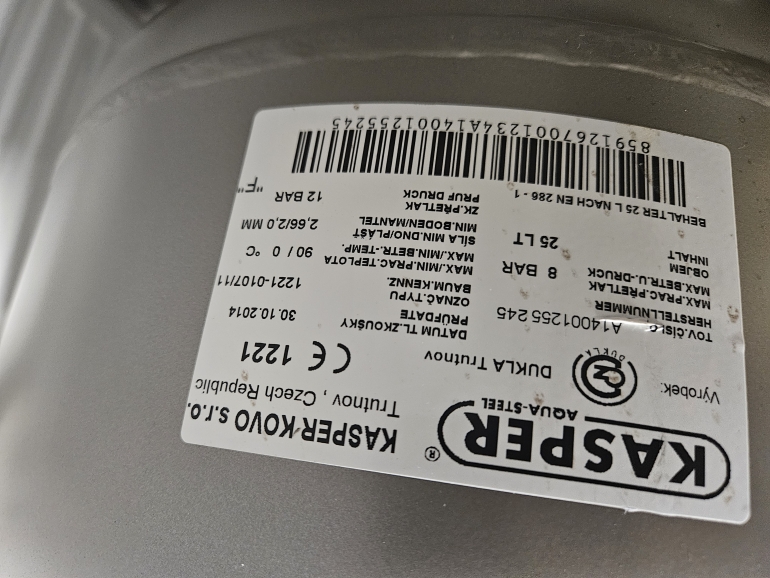 KASPER ®
AQUA-STEEL
KASPER KOVO s.r.o.
Trutnov , Czech Republic
Výrobek: DUKLA CZ DUKLA Trutnov
CE 1221
TOV.ČÍSLO
HERSTELLNUMMER A14001255 245
MAX.PRAC.PŘETLAK
MAX.BETR.U.-DRUCK 8 BAR
OBJEM
INHALT 25 LT
DATUM TL.ZKOUŠKY
PRÜFDATE 30.10.2014
OZNAČ.TYPU
BAUM.KENNZ. 1221-0107/11
MAX./MIN.PRAC.TEPLOTA
MAX./MIN.BETR.-TEMP. 90 / 0 °C
SÍLA MIN.DNO/PLÁŠŤ
MIN.BODEN/MANTEL 2,66/2,0 MM
ZK.PŘETLAK
PRUF DRUCK 12 BAR
BEHALTER 25 L NACH EN 286 - 1
"F"
8591267001234A14001255245